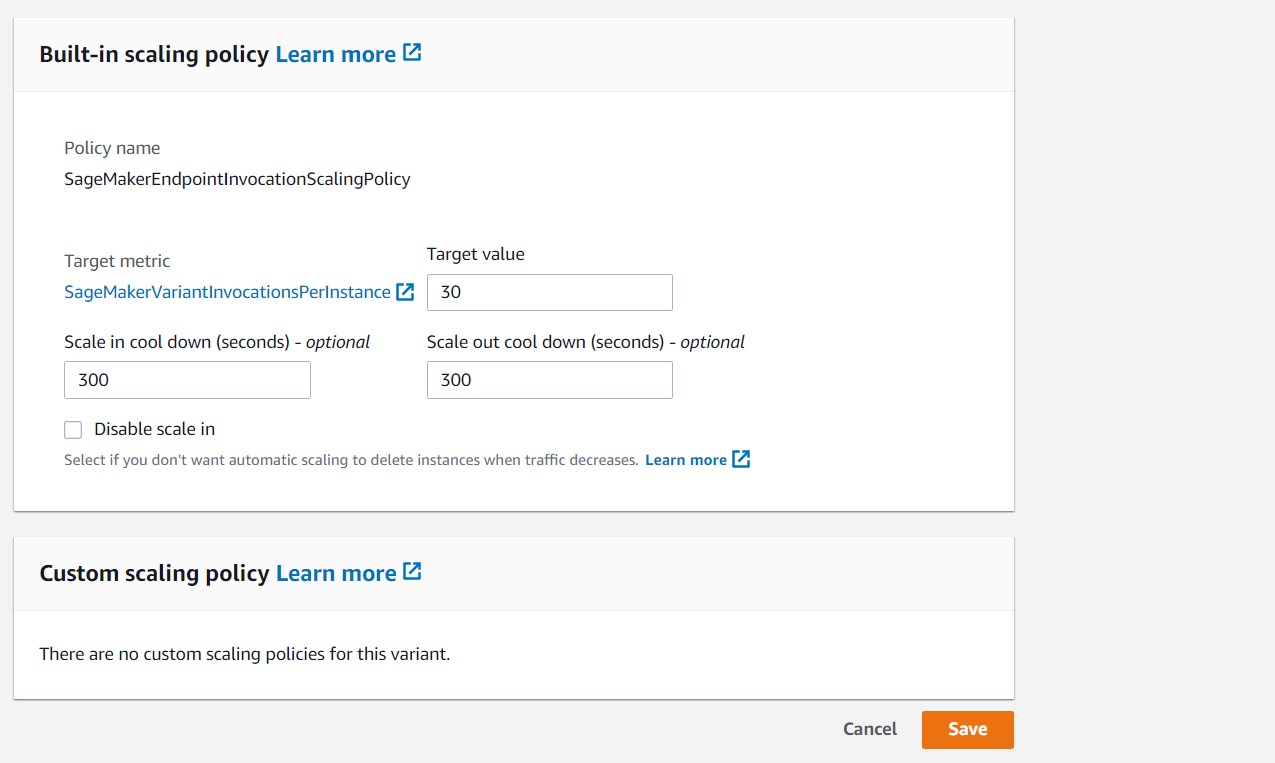 Built-in scaling policy Learn more
Policy name
SageMakerEndpointInvocationScalingPolicy
Target metric
SageMakerVariantInvocationsPerInstance
Target value
30
Scale in cool down (seconds) - optional
300
Scale out cool down (seconds) - optional
300
Disable scale in
Select if you don't want automatic scaling to delete instances when traffic decreases. Learn more
Custom scaling policy Learn more
There are no custom scaling policies for this variant.
Cancel
Save